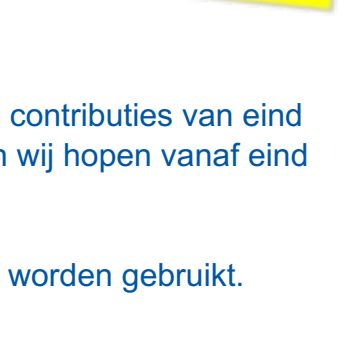 contributies van eind
wij hopen vanaf eind
worden gebruikt.